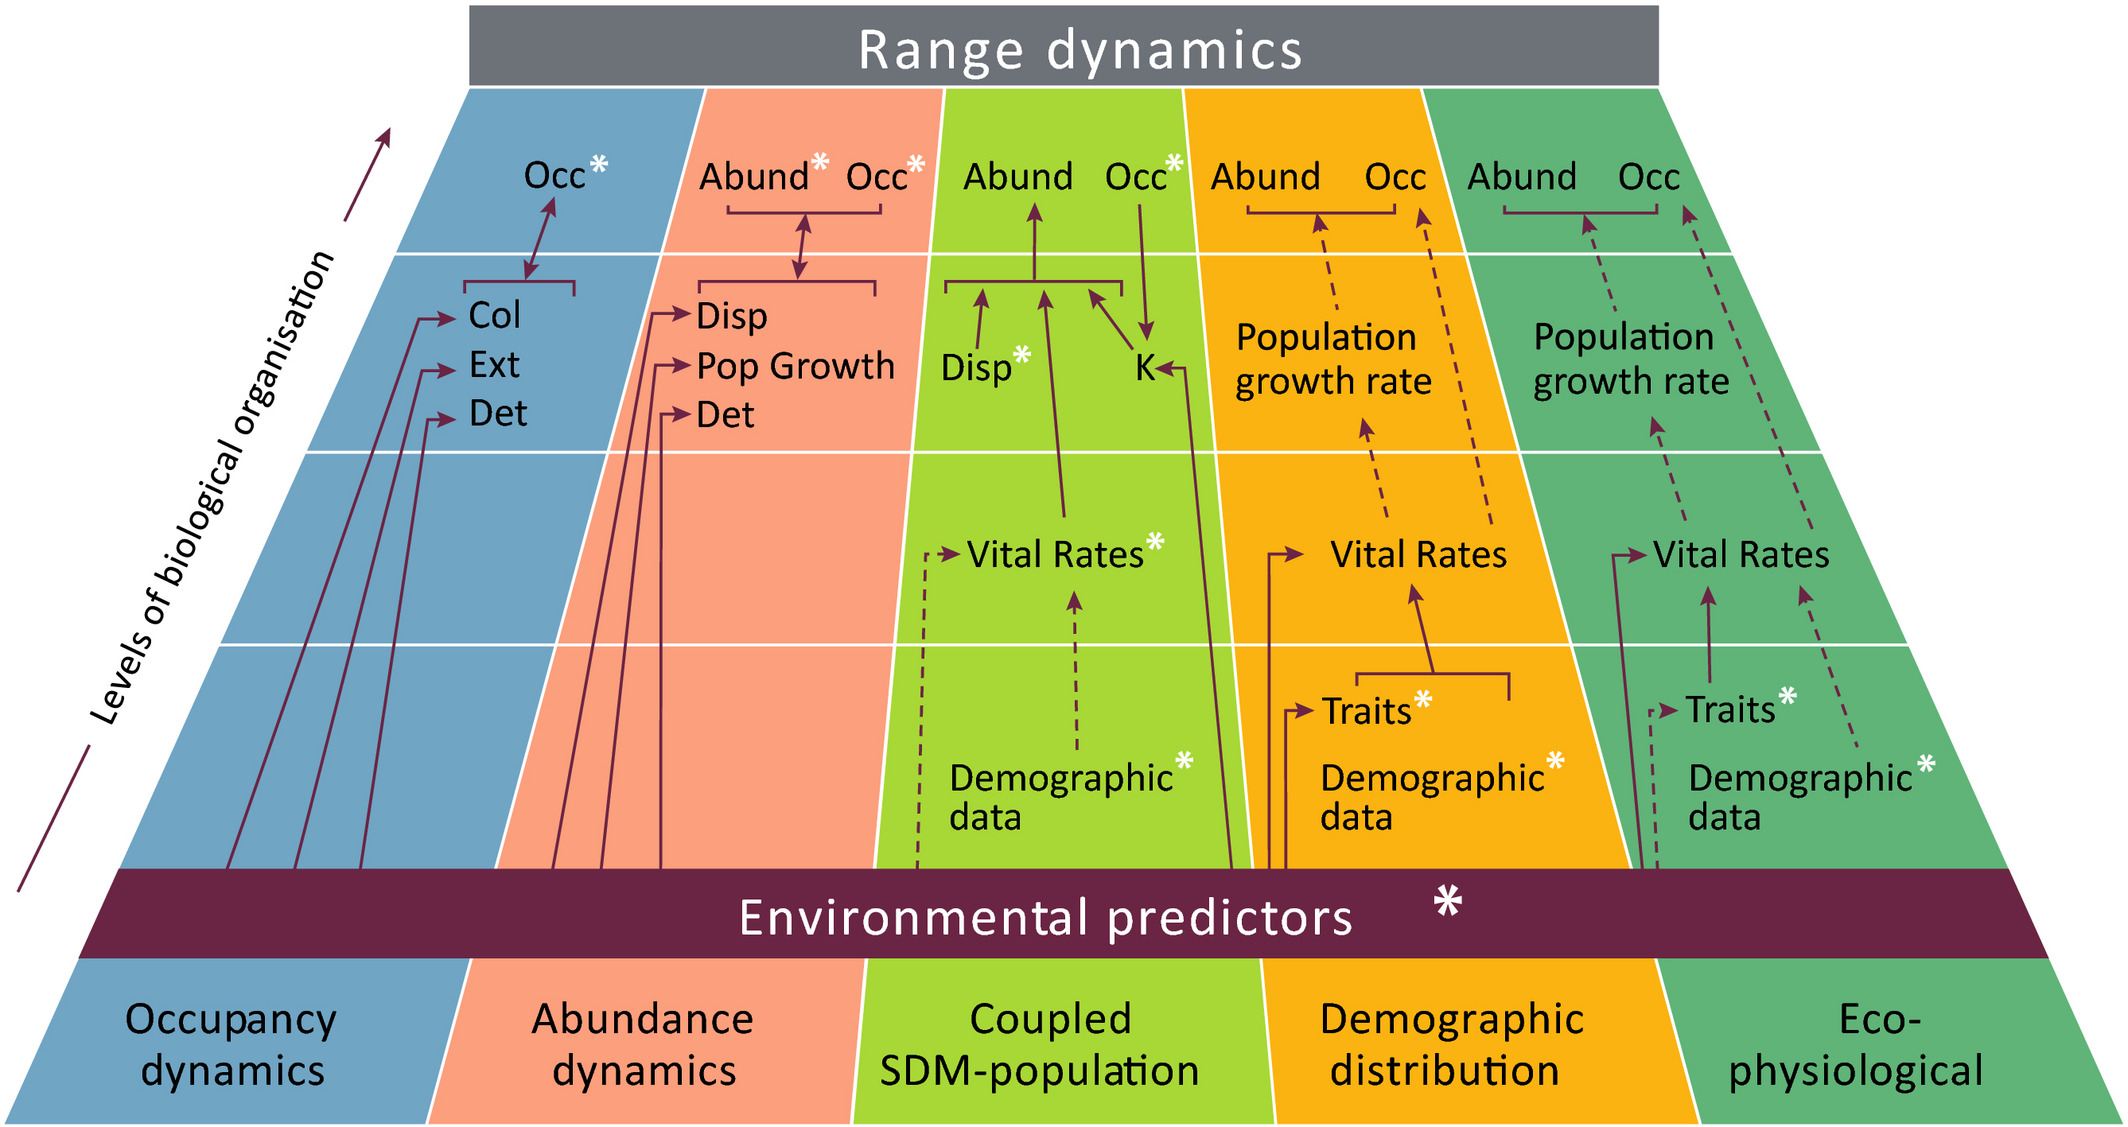 Range dynamics
Levels of biological organisation
Occ*
Abund* Occ*
Abund Occ*
Abund Occ
Abund Occ
Col
Ext
Det
Disp
Pop Growth
Det
Disp*
K
Population
growth rate
Population
growth rate
Vital Rates*
Vital Rates
Vital Rates
Demographic*
data
Traits*
Demographic*
data
Traits*
Demographic*
data
Environmental predictors *
Occupancy
dynamics
Abundance
dynamics
Coupled
SDM-population
Demographic
distribution
Eco-
physiological